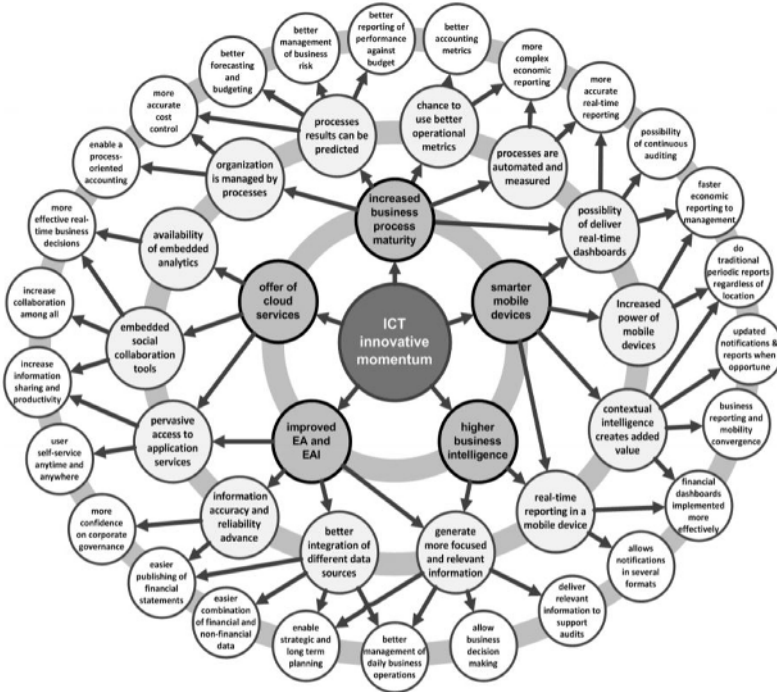 ICT
innovative
momentum
increased
business
process
maturity
smarter
mobile
devices
higher
business
intelligence
improved
EA and
EAI
offer of
cloud
services
processes
results can be
predicted
chance to
use better
operational
metrics
processes are
automated and
measured
possiblity
of deliver
real-time
dashboards
Increased
power of
mobile
devices
contextual
intelligence
creates added
value
real-time
reporting in a
mobile device
generate
more focused
and relevant
information
better
integration of
different data
sources
information
accuracy and
reliability
advance
pervasive
access to
application
services
embedded
social
collaboration
tools
availability
of embedded
analytics
organization
is managed by
processes
better
reporting of
performance
against
budget
better
accounting
metrics
more
complex
economic
reporting
more
accurate
real-time
reporting
possibility
of continuous
auditing
faster
economic
reporting to
management
do
traditional
periodic reports
regardless of
location
updated
notifications &
reports when
opportune
business
reporting and
mobility
convergence
financial
dashboards
implemented
more
effectively
allows
notifications
in several
formats
deliver
relevant
information to
support
audits
allow
business
decision
making
better
management of
daily business
operations
enable
strategic and
long term
planning
easier
combination
of financial and
non-financial
data
easier
publishing of
financial
statements
more
confidence
on corporate
governance
user
self-service
anytime and
anywhere
increase
information
sharing and
productivity
increase
collaboration
among all
more
effective real-
time business
decisions
enable a
process-
oriented
accounting
more
accurate
cost
control
better
forecasting
and
budgeting
better
management
of business
risk